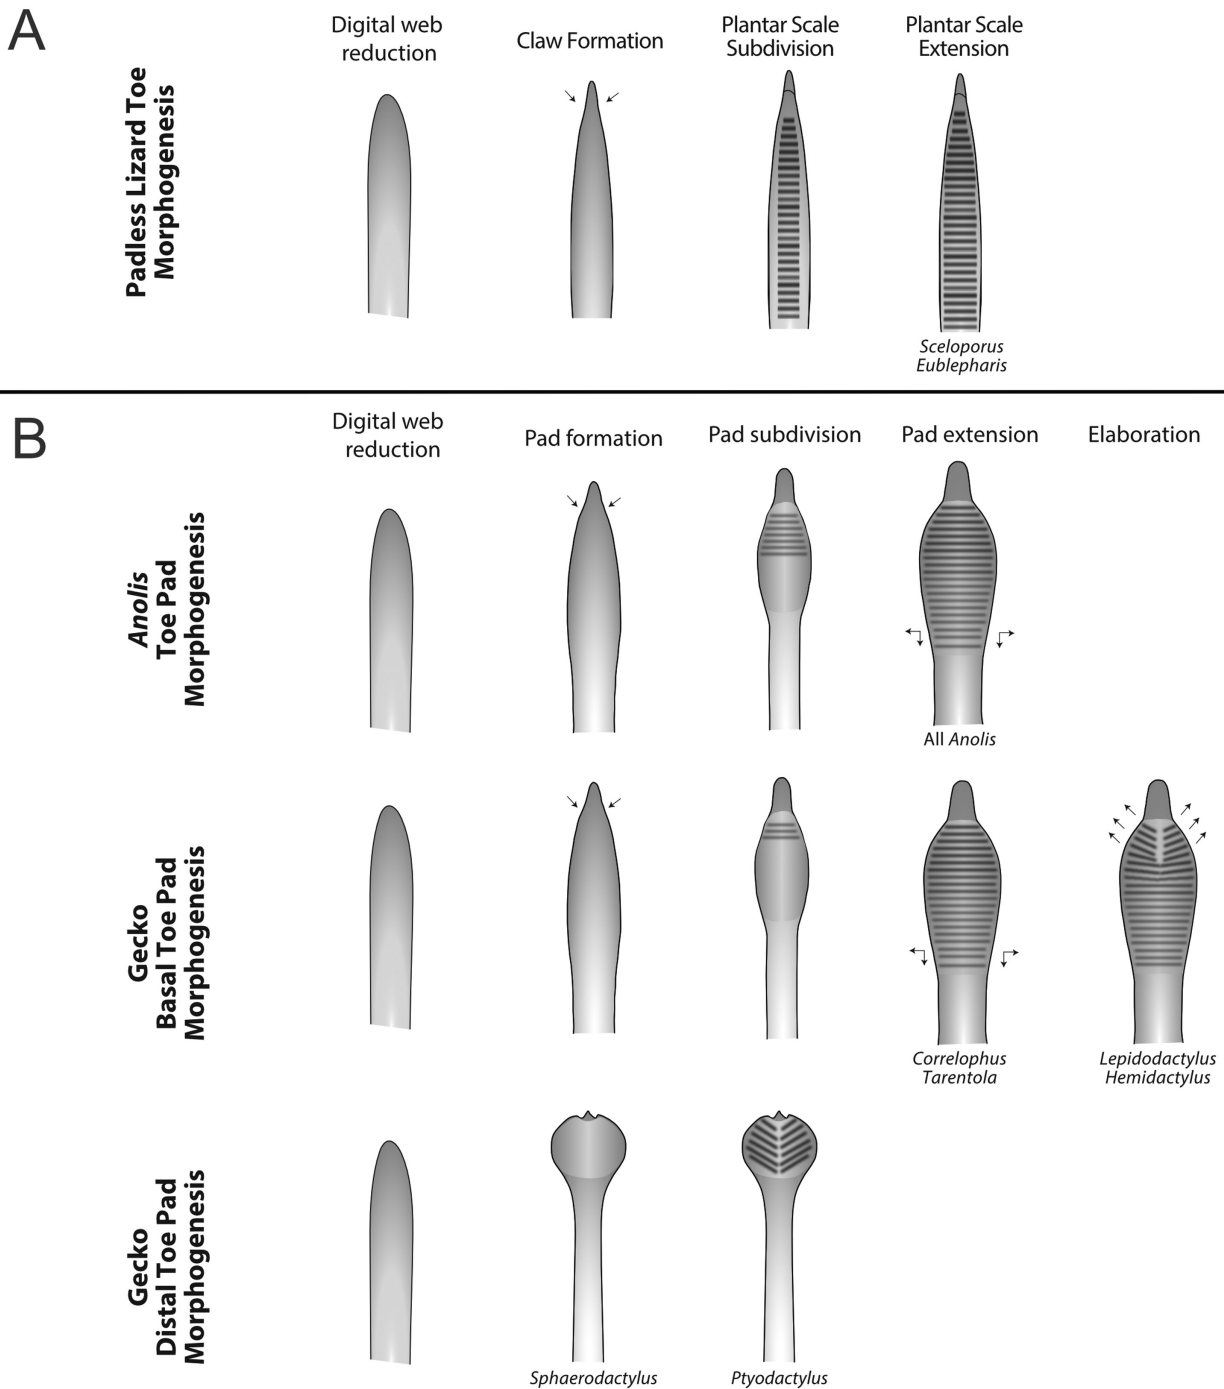 A
Digital web
reduction
Claw Formation
Plantar Scale
Subdivision
Plantar Scale
Extension
Padless Lizard Toe
Morphogenesis
Sceloporus
Eublepharis
B
Digital web
reduction
Pad formation
Pad subdivision
Pad extension
Elaboration
Anolis
Toe Pad
Morphogenesis
All Anolis
Gecko
Basal Toe Pad
Morphogenesis
Correlophus
Tarentola
Lepidodactylus
Hemidactylus
Gecko
Distal Toe Pad
Morphogenesis
Sphaerodactylus
Ptyodactylus